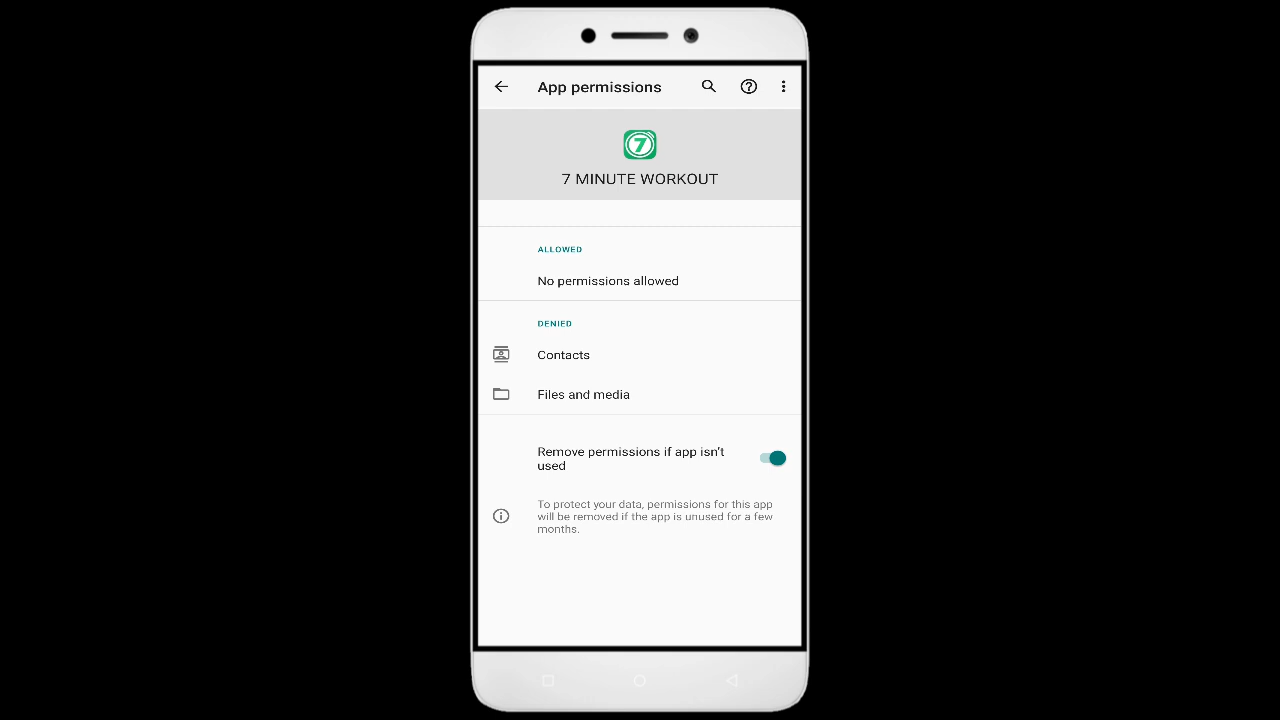 App permissions
7
7 MINUTE WORKOUT
ALLOWED
No permissions allowed
DENIED
Contacts
Files and media
Remove permissions if app isn't
used
To protect your data, permissions for this app
will be removed if the app is unused for a few
months.